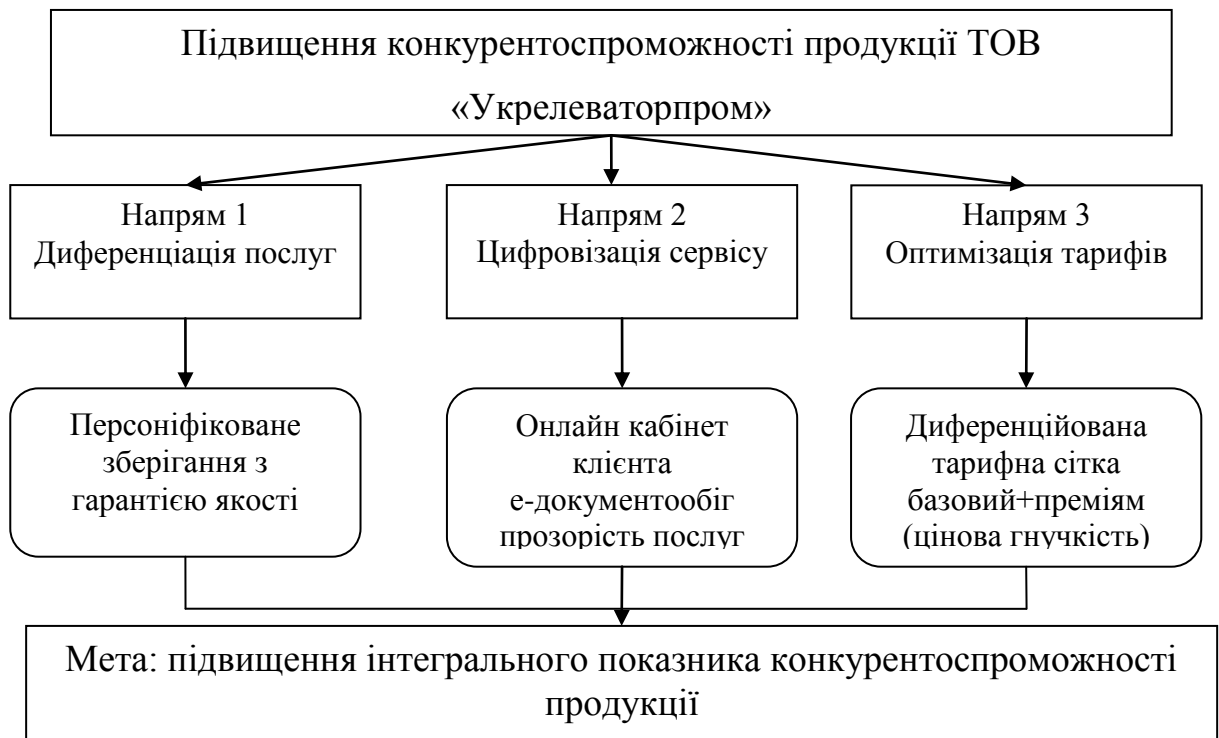 Підвищення конкурентоспроможності продукції ТОВ
«Укрелеваторпром»
Напрям 1
Диференціація послуг
Напрям 2
Цифровізація сервісу
Напрям 3
Оптимізація тарифів
Персоніфіковане
зберігання з
гарантією якості
Онлайн кабінет
клієнта
е-документообіг
прозорість послуг
Диференційована
тарифна сітка
базовий+преміям
(цінова гнучкість)
Мета: підвищення інтегрального показника конкурентоспроможності
продукції